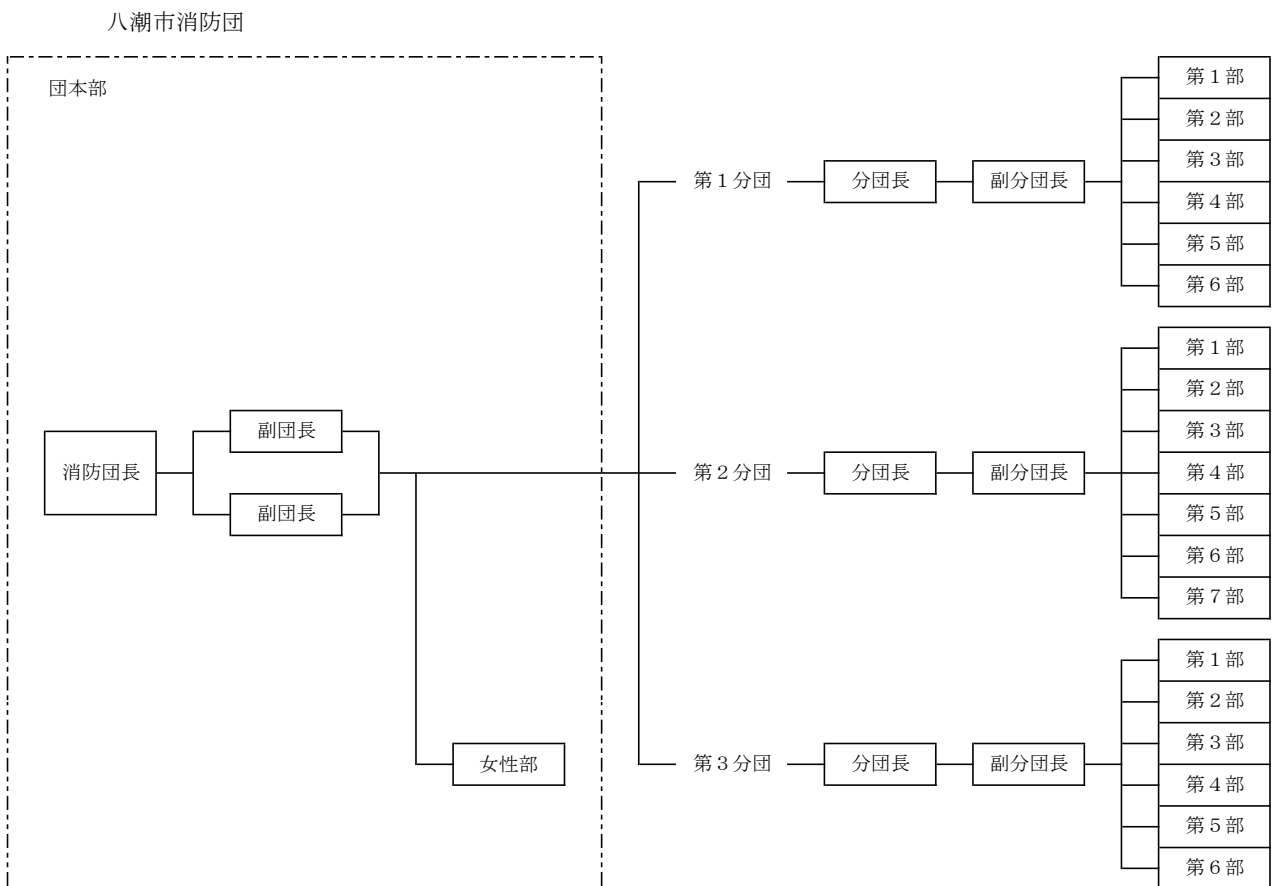 八潮市消防団
団本部
消防団長
副団長
副団長
女性部
第１分団
分団長
副分団長
第１部
第２部
第３部
第４部
第５部
第６部
第２分団
分団長
副分団長
第１部
第２部
第３部
第４部
第５部
第６部
第７部
第３分団
分団長
副分団長
第１部
第２部
第３部
第４部
第５部
第６部